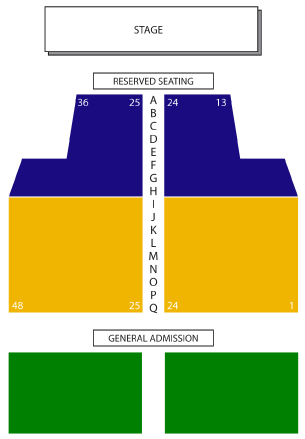 STAGE
RESERVED SEATING
36 25 A 24 13
B
C
D
E
F
G
H
I
J
K
L
M
N
O
P
48 25 Q 24 1
GENERAL ADMISSION